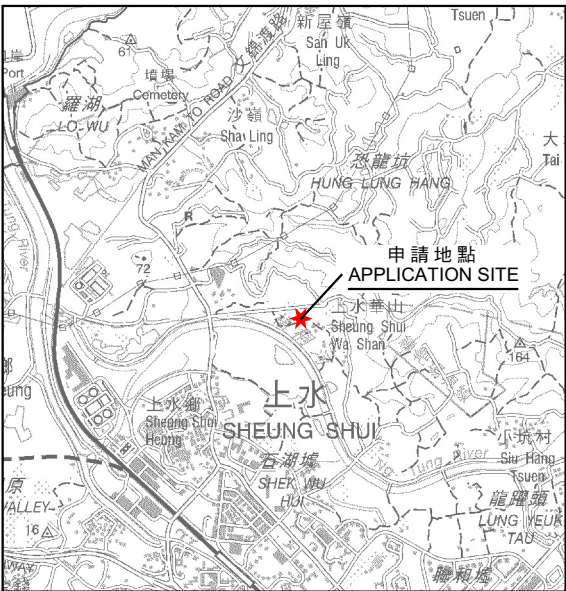 新屋嶺
San Uk
Ling
Tsuen
61
墳場
Cemetery
羅湖
LO WU
MAN KAM TO ROAD 文錦渡路
沙嶺
Sha Ling
恐龍坑
HUNG LUNG HANG
大
Tai
Port
岸
River
R
72
申請地點
APPLICATION SITE
上水華山
Sheung Shui
Wa Shan
164
上水鄉
Sheung Shui
Heung
上水
SHEUNG SHUI
石湖墟
SHEK WU
HUI
Ng Tung River
小坑村
Siu Hang
Tsuen
龍躍頭
LUNG YEUK
TAU
聯和墟
鄉
eung
原
VALLEY
16
WAY